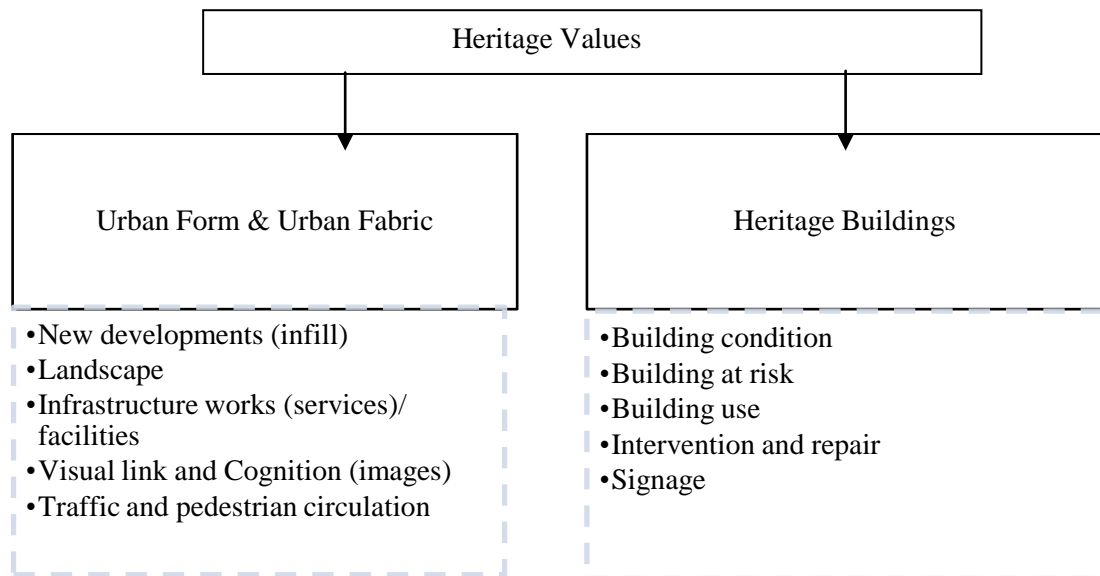 Heritage Values
Urban Form & Urban Fabric
•New developments (infill)
•Landscape
•Infrastructure works (services)/
facilities
•Visual link and Cognition (images)
•Traffic and pedestrian circulation
Heritage Buildings
•Building condition
•Building at risk
•Building use
•Intervention and repair
•Signage